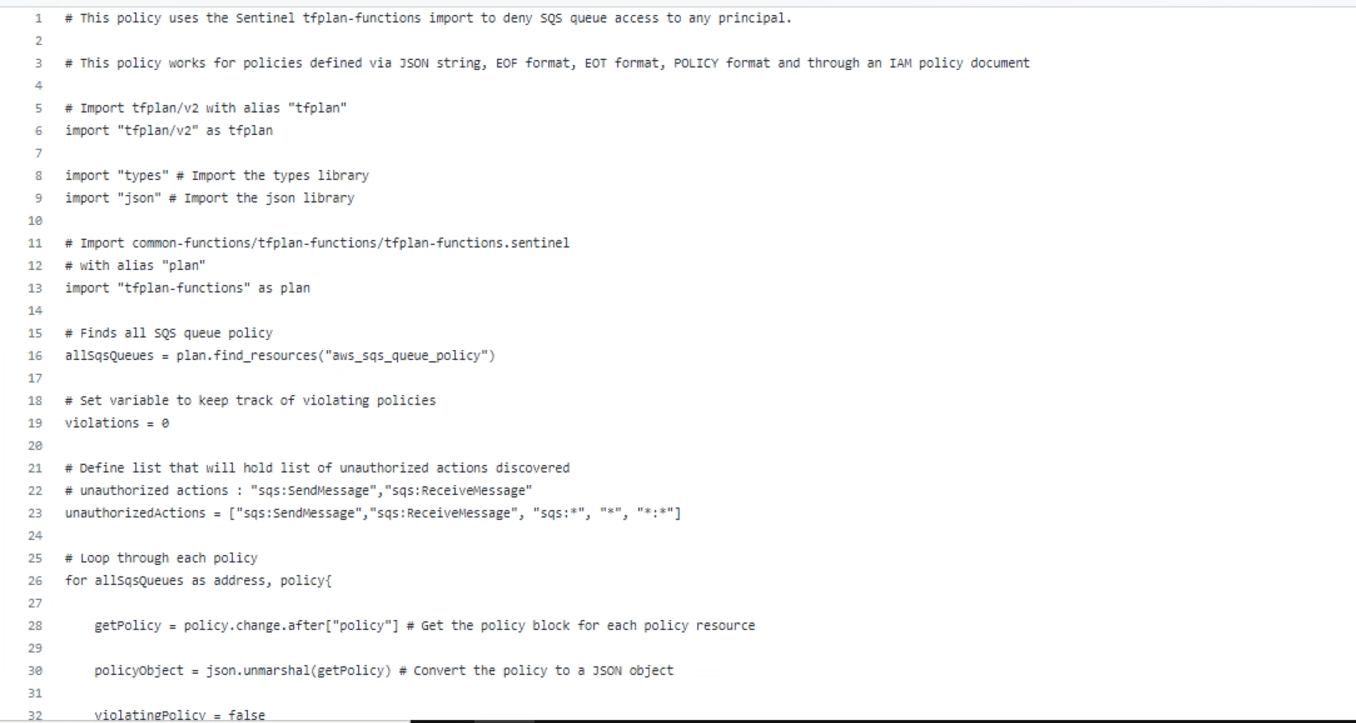 1 # This policy uses the Sentinel tfplan-functions import to deny SQS queue access to any principal.
2
3 # This policy works for policies defined via JSON string, EOF format, EOT format, POLICY format and through an IAM policy document
4
5 # Import tfplan/v2 with alias "tfplan"
6 import "tfplan/v2" as tfplan
7
8 import "types" # Import the types library
9 import "json" # Import the json library
10
11 # Import common-functions/tfplan-functions/tfplan-functions.sentinel
12 # with alias "plan"
13 import "tfplan-functions" as plan
14
15 # Finds all SQS queue policy
16 allSqsQueues = plan.find_resources("aws_sqs_queue_policy")
17
18 # Set variable to keep track of violating policies
19 violations = 0
20
21 # Define list that will hold list of unauthorized actions discovered
22 # unauthorized actions : "sqs:SendMessage","sqs:ReceiveMessage"
23 unauthorizedActions = ["sqs:SendMessage","sqs:ReceiveMessage", "sqs:*", "*", "*:*"]
24
25 # Loop through each policy
26 for allSqsQueues as address, policy{
27
28 getPolicy = policy.change.after["policy"] # Get the policy block for each policy resource
29
30 policyObject = json.unmarshal(getPolicy) # Convert the policy to a JSON object
31
32 violatingPolicy = false